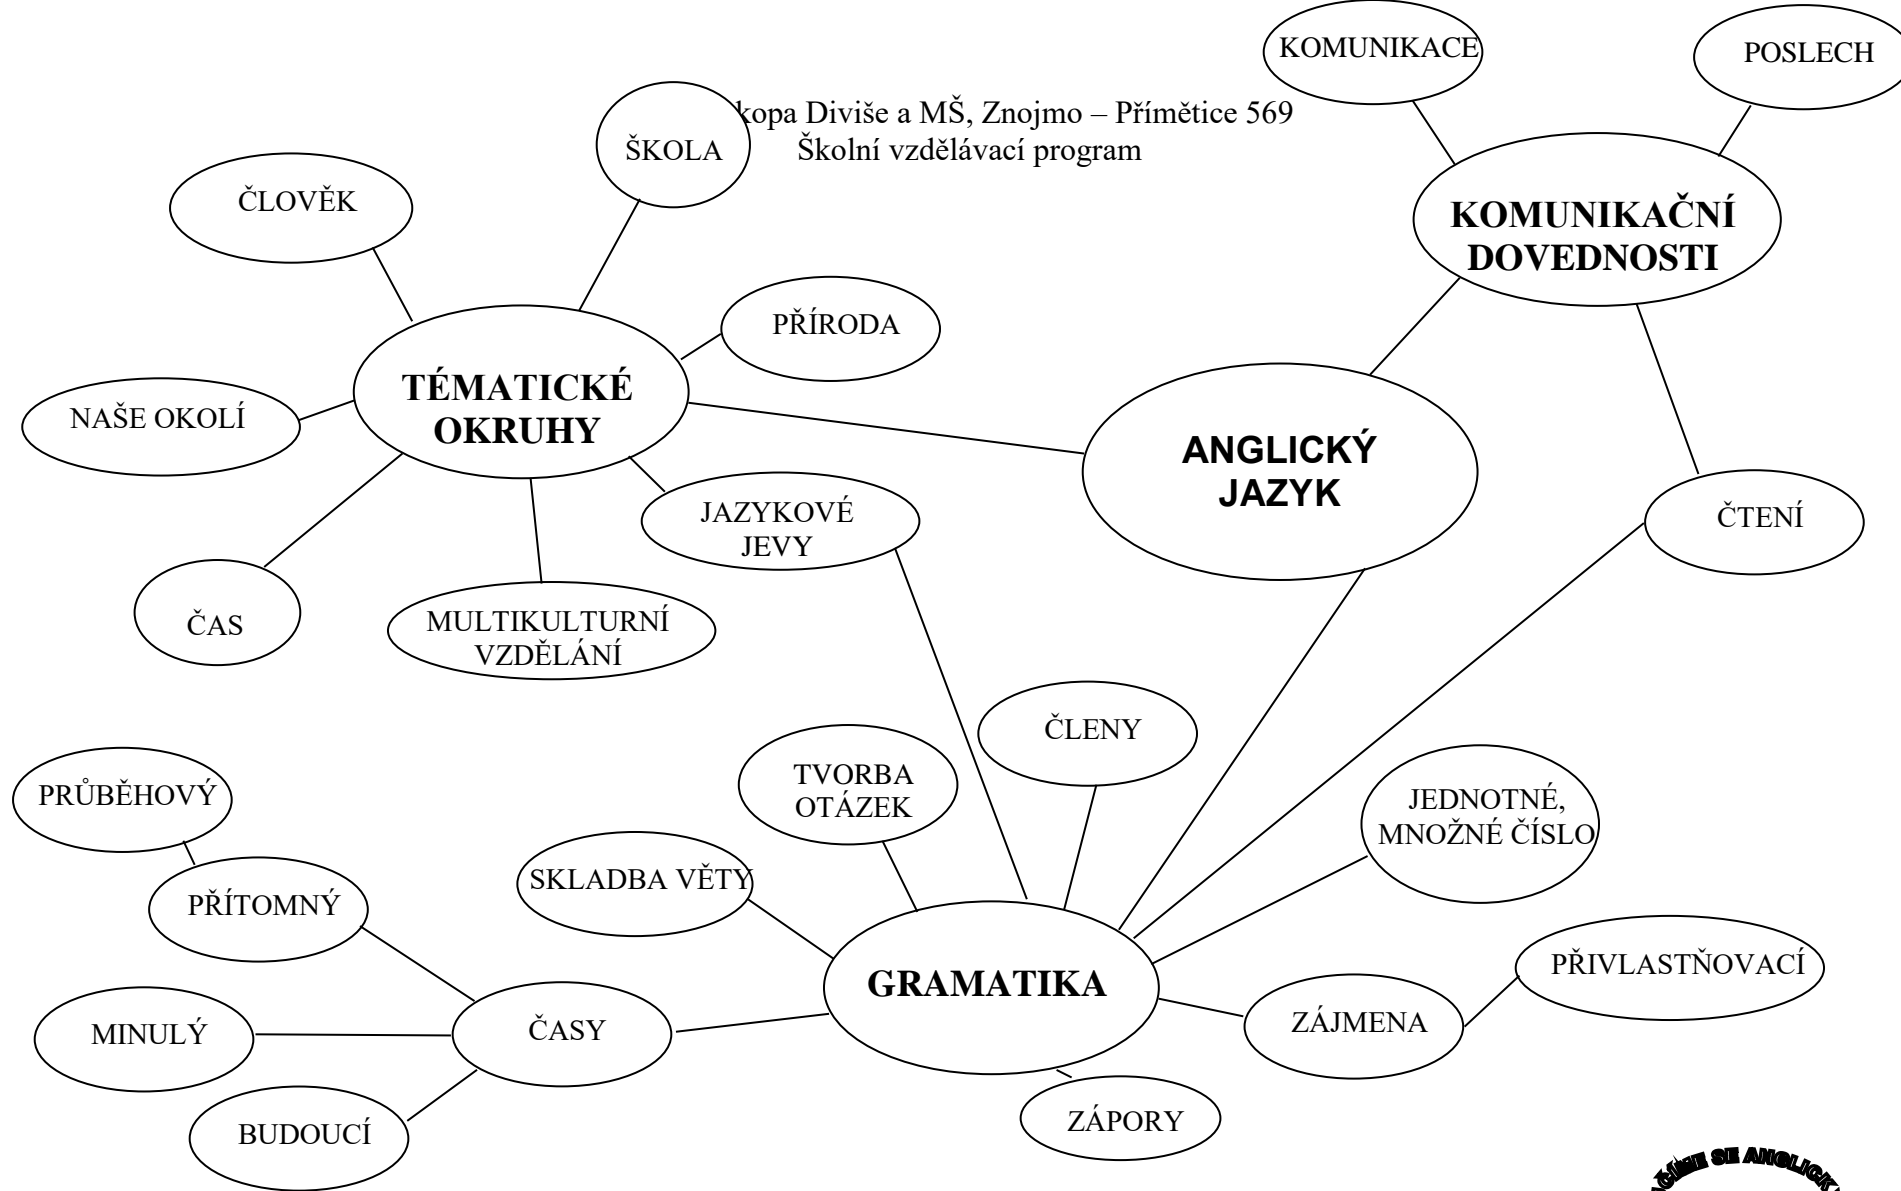 KOMUNIKACE
POSLECH
kopa Diviše a MŠ, Znojmo – Přímětice 569
Školní vzdělávací program
ŠKOLA
ČLOVĚK
KOMUNIKAČNÍ
DOVEDNOSTI
PŘÍRODA
TÉMATICKÉ
OKRUHY
NAŠE OKOLÍ
ANGLICKÝ
JAZYK
JAZYKOVÉ
JEVY
ČTENÍ
ČAS
MULTIKULTURNÍ
VZDĚLÁNÍ
ČLENY
TVORBA
OTÁZEK
PRŮBĚHOVÝ
JEDNOTNÉ,
MNOŽNÉ ČÍSLO
SKLADBA VĚTY
PŘÍTOMNÝ
GRAMATIKA
PŘIVLASTŇOVACÍ
MINULÝ
ČASY
ZÁJMENA
BUDOUCÍ
ZÁPORY
SE